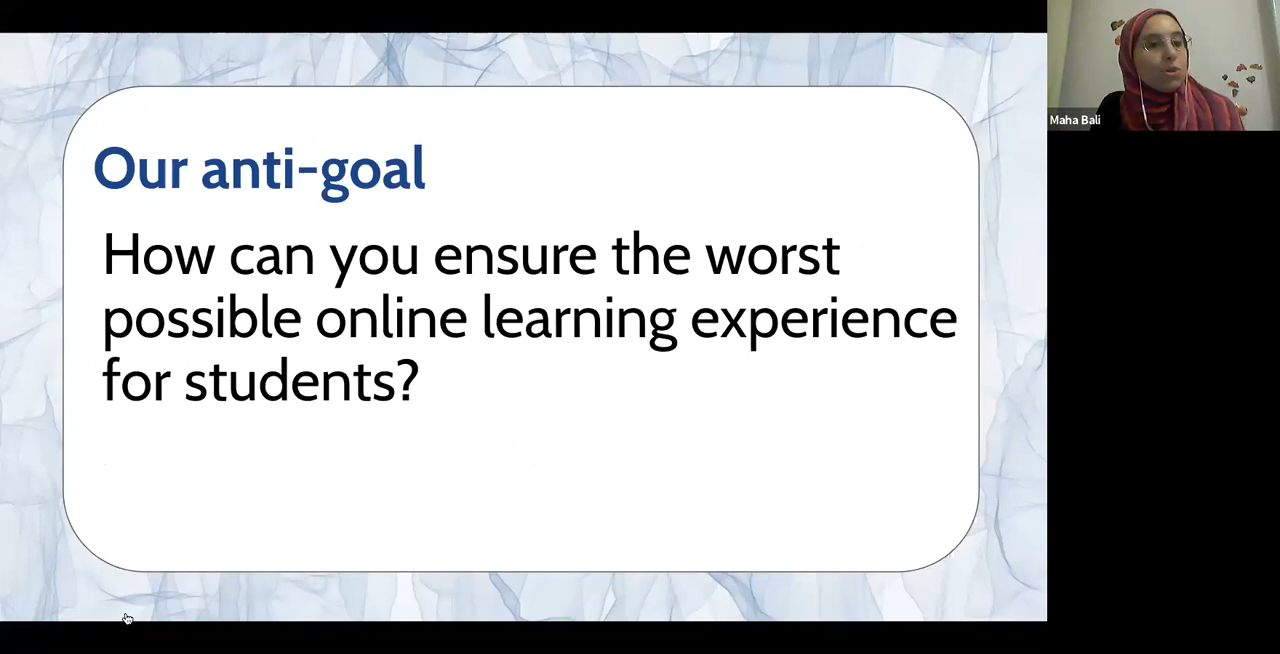 Our anti-goal
How can you ensure the worst
possible online learning experience
for students?
Maha Bali